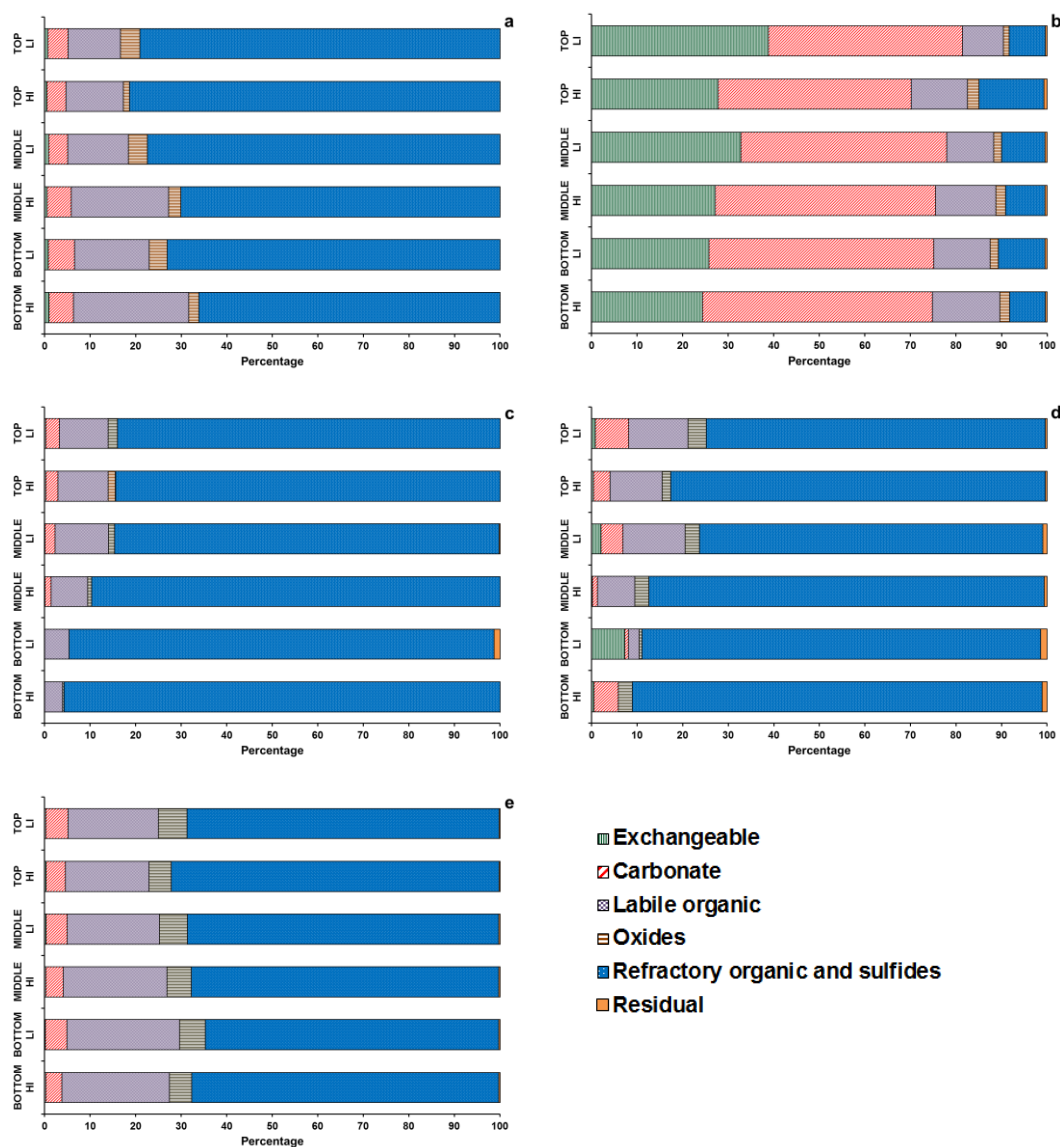 a
TOP
LI
TOP
HI
MIDDLE
LI
MIDDLE
HI
BOTTOM
LI
BOTTOM
HI
0 10 20 30 40 50 60 70 80 90 100
Percentage
b
TOP
LI
TOP
HI
MIDDLE
LI
MIDDLE
HI
BOTTOM
LI
BOTTOM
HI
0 10 20 30 40 50 60 70 80 90 100
Percentage
c
TOP
LI
TOP
HI
MIDDLE
LI
MIDDLE
HI
BOTTOM
LI
BOTTOM
HI
0 10 20 30 40 50 60 70 80 90 100
Percentage
d
TOP
LI
TOP
HI
MIDDLE
LI
MIDDLE
HI
BOTTOM
LI
BOTTOM
HI
0 10 20 30 40 50 60 70 80 90 100
Percentage
e
TOP
LI
TOP
HI
MIDDLE
LI
MIDDLE
HI
BOTTOM
LI
BOTTOM
HI
0 10 20 30 40 50 60 70 80 90 100
Percentage
Exchangeable
Carbonate
Labile organic
Oxides
Refractory organic and sulfides
Residual